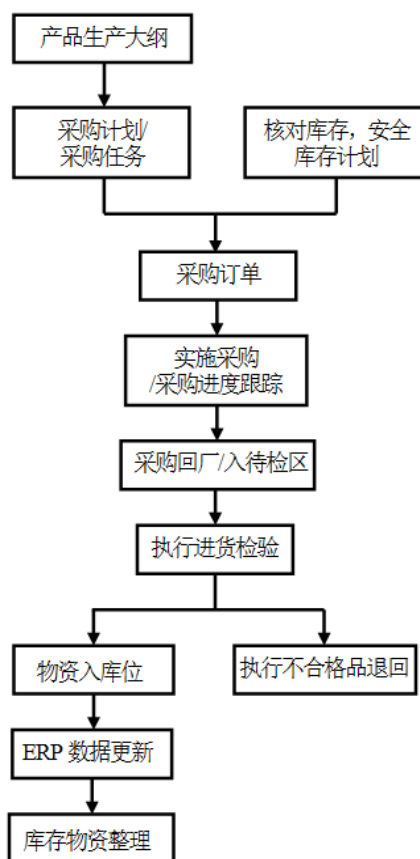 产品生产大纲
采购计划/
采购任务
核对库存，安全
库存计划
采购订单
实施采购
/采购进度跟踪
采购回厂/入待检区
执行进货检验
物资入库位
执行不合格品退回
ERP 数据更新
库存物资整理